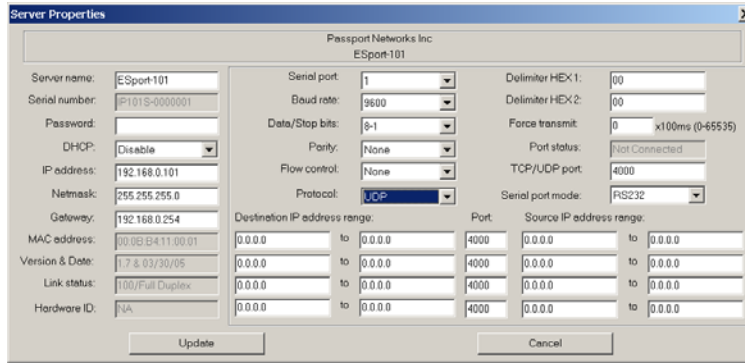 Server Properties
Passport Networks Inc
ESport-101
Server name: ESport-101
Serial number: IP101S-0000001
Password:
DHCP: Disable
IP address: 192.168.0.101
Netmask: 255.255.255.0
Gateway: 192.168.0.254
MAC address: 00.0B.B4.11.00.01
Version & Date: 1.7 & 03/30/05
Link status: 100/Full Duplex
Hardware ID: NA
Serial port: 1
Baud rate: 9600
Data/Stop bits: 8-1
Parity: None
Flow control: None
Protocol: UDP
Delimiter HEX 1: 00
Delimiter HEX 2: 00
Force transmit: 0 x100ms (0-65535)
Port status: Not Connected
TCP/UDP port: 4000
Serial port mode: RS232
Destination IP address range: Port: Source IP address range:
0.0.0.0 to 0.0.0.0 4000 0.0.0.0 to 0.0.0.0
0.0.0.0 to 0.0.0.0 4000 0.0.0.0 to 0.0.0.0
0.0.0.0 to 0.0.0.0 4000 0.0.0.0 to 0.0.0.0
0.0.0.0 to 0.0.0.0 4000 0.0.0.0 to 0.0.0.0
Update Cancel